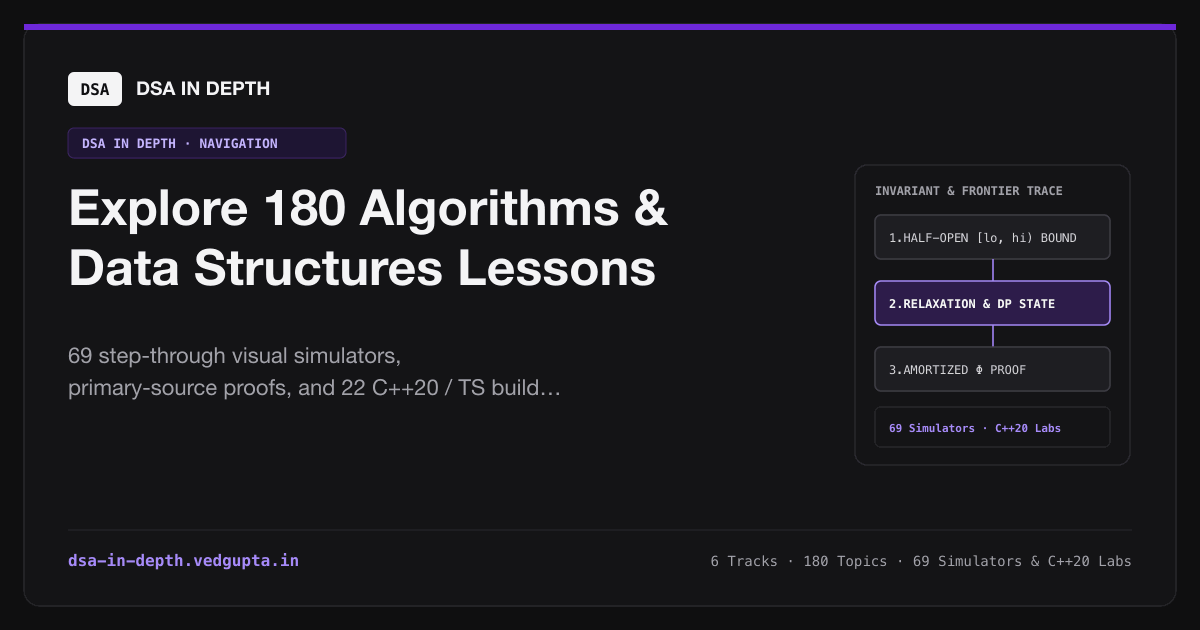 DSA
DSA IN DEPTH
DSA IN DEPTH · NAVIGATION
Explore 180 Algorithms &
Data Structures Lessons
69 step-through visual simulators,
primary-source proofs, and 22 C++20 / TS build…
INVARIANT & FRONTIER TRACE
1.HALF-OPEN [lo, hi) BOUND
2.RELAXATION & DP STATE
3.AMORTIZED Φ PROOF
69 Simulators · C++20 Labs
dsa-in-depth.vedgupta.in
6 Tracks · 180 Topics · 69 Simulators & C++20 Labs